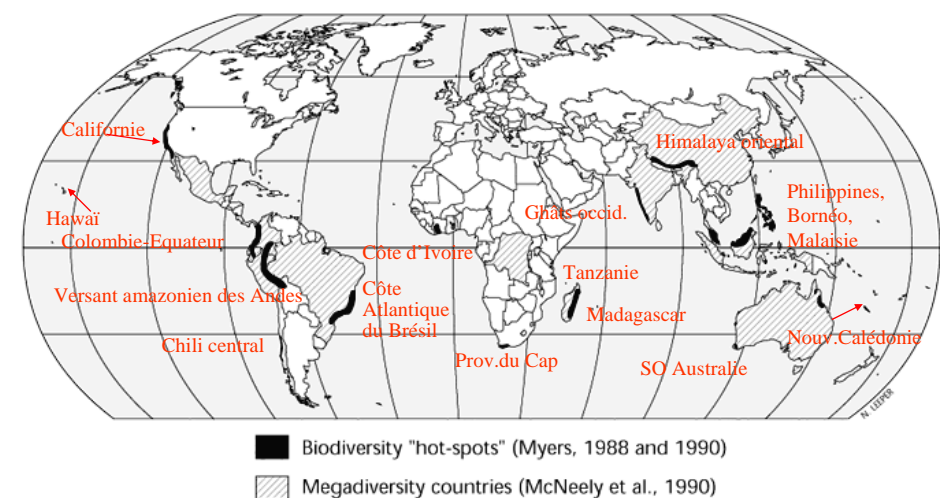 Californie
Himalaya oriental
Hawaï
Colombie-Equateur
Ghâts occid.
Philippines,
Bornéo,
Malaisie
Côte d'Ivoire
Tanzanie
Versant amazonien des Andes
Côte
Atlantique
du Brésil
Madagascar
Chili central
Nouv.Calédonie
Prov.du Cap
SO Australie
N. LEEPER
Biodiversity "hot-spots" (Myers, 1988 and 1990)
Megadiversity countries (McNeely et al., 1990)